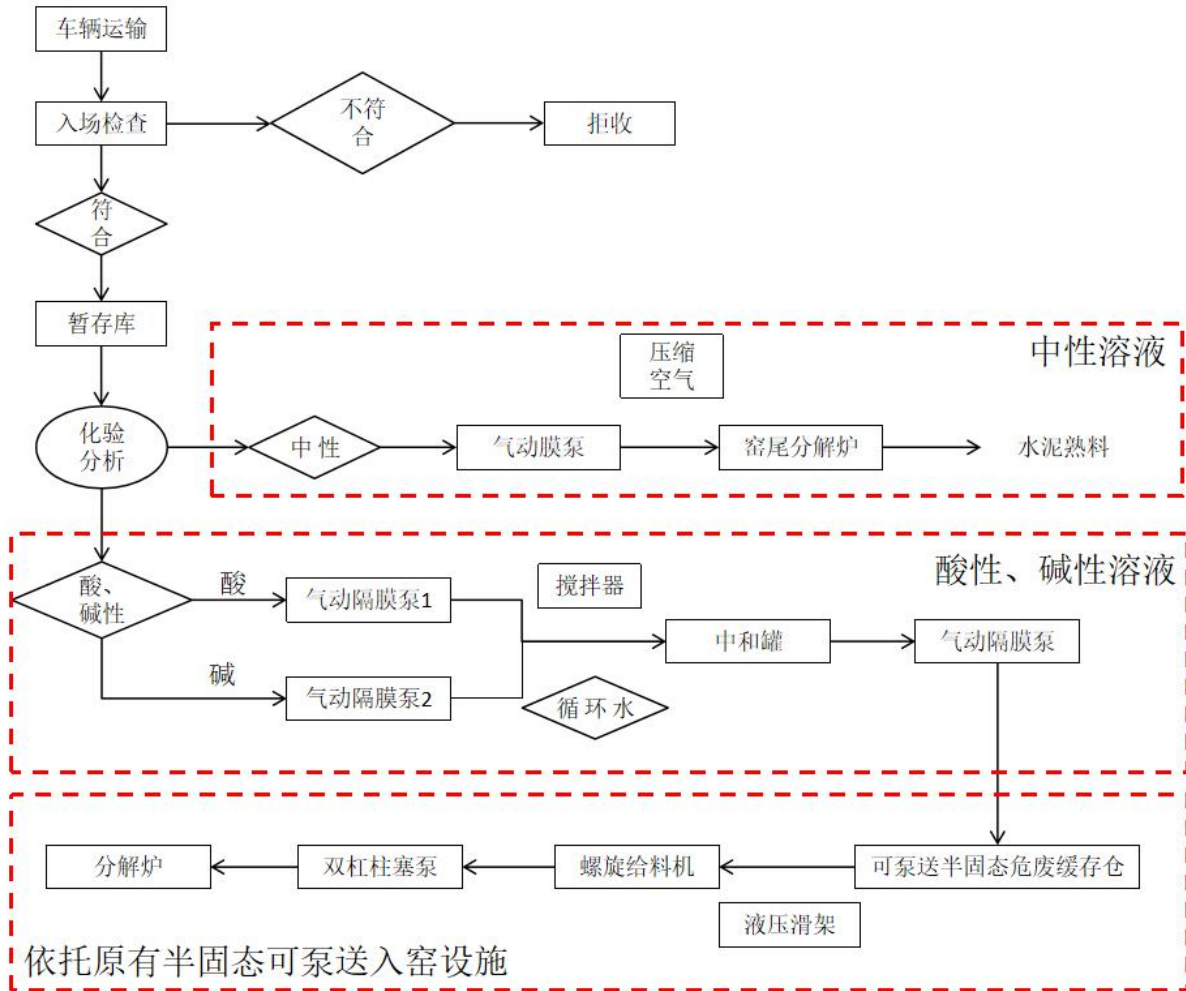 车辆运输
入场检查
不符
合
拒收
符
合
暂存库
压缩
空气
中性溶液
化验
分析
中 性
气动膜泵
窑尾分解炉
水泥熟料
酸性、碱性溶液
酸、
碱性
酸
气动隔膜泵1
搅拌器
中和罐
气动隔膜泵
碱
气动隔膜泵2
循 环 水
分解炉
双杠柱塞泵
螺旋给料机
可泵送半固态危废缓存仓
液压滑架
依托原有半固态可泵送入窑设施